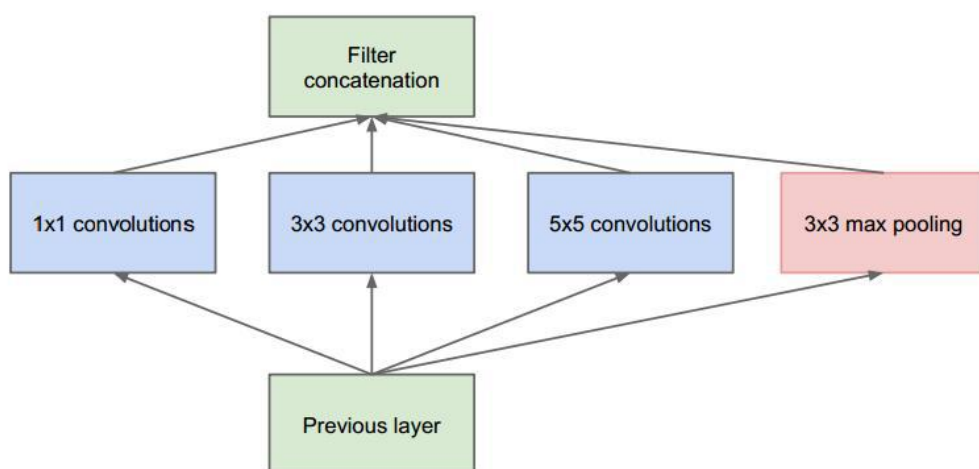 Filter
concatenation
1x1 convolutions
3x3 convolutions
5x5 convolutions
3x3 max pooling
Previous layer